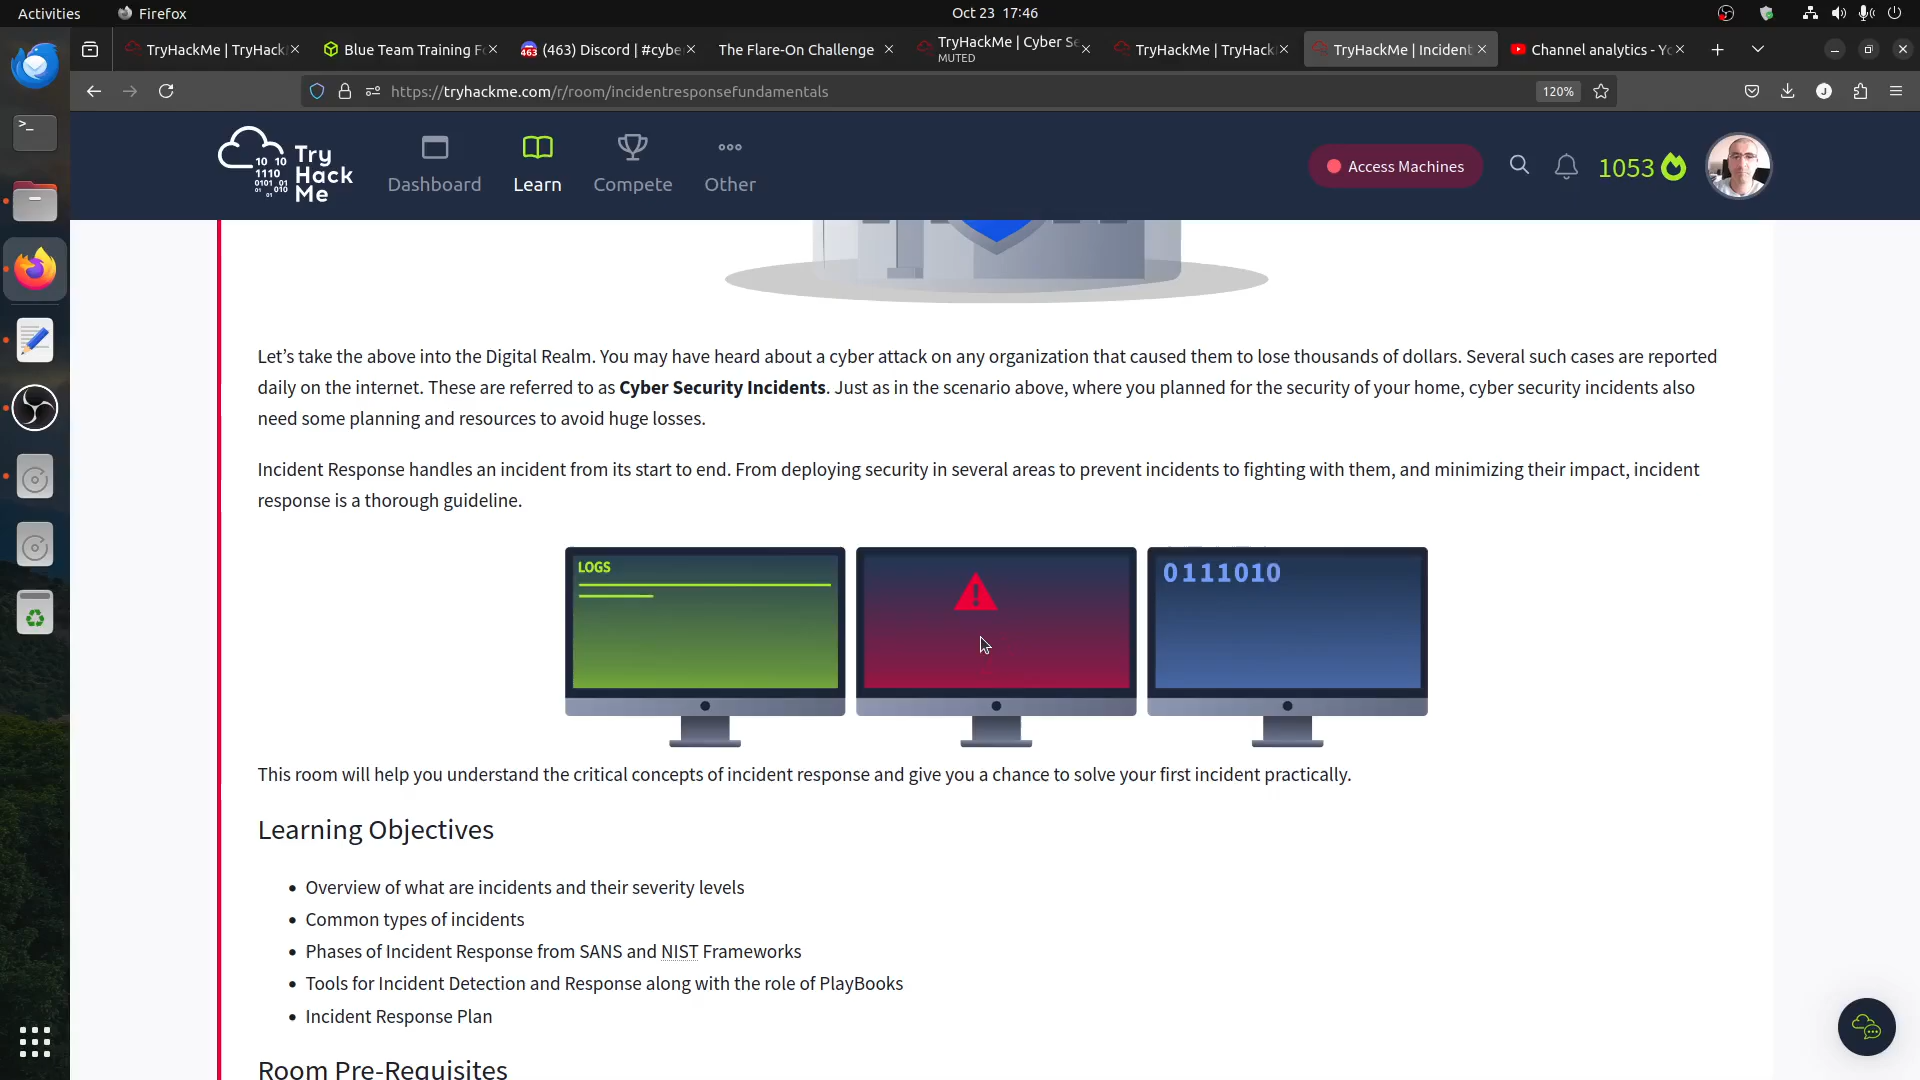 Activities
Firefox
Oct 23 17:46
TryHackMe | TryHack
Blue Team Training F
(463) Discord | #cybe
The Flare-On Challenge
TryHackMe | Cyber Se
MUTED
TryHackMe | TryHack
TryHackMe | Incident
Channel analytics - Yo
https://tryhackme.com/r/room/incidentresponsefundamentals
120%
Try
Hack
Me
Dashboard
Learn
Compete
Other
Access Machines
1053
Let’s take the above into the Digital Realm. You may have heard about a cyber attack on any organization that caused them to lose thousands of dollars. Several such cases are reported
daily on the internet. These are referred to as Cyber Security Incidents. Just as in the scenario above, where you planned for the security of your home, cyber security incidents also
need some planning and resources to avoid huge losses.
Incident Response handles an incident from its start to end. From deploying security in several areas to prevent incidents to fighting with them, and minimizing their impact, incident
response is a thorough guideline.
LOGS
0111010
This room will help you understand the critical concepts of incident response and give you a chance to solve your first incident practically.
Learning Objectives
• Overview of what are incidents and their severity levels
• Common types of incidents
• Phases of Incident Response from SANS and NIST Frameworks
• Tools for Incident Detection and Response along with the role of PlayBooks
• Incident Response Plan
Room Pre-Requisites